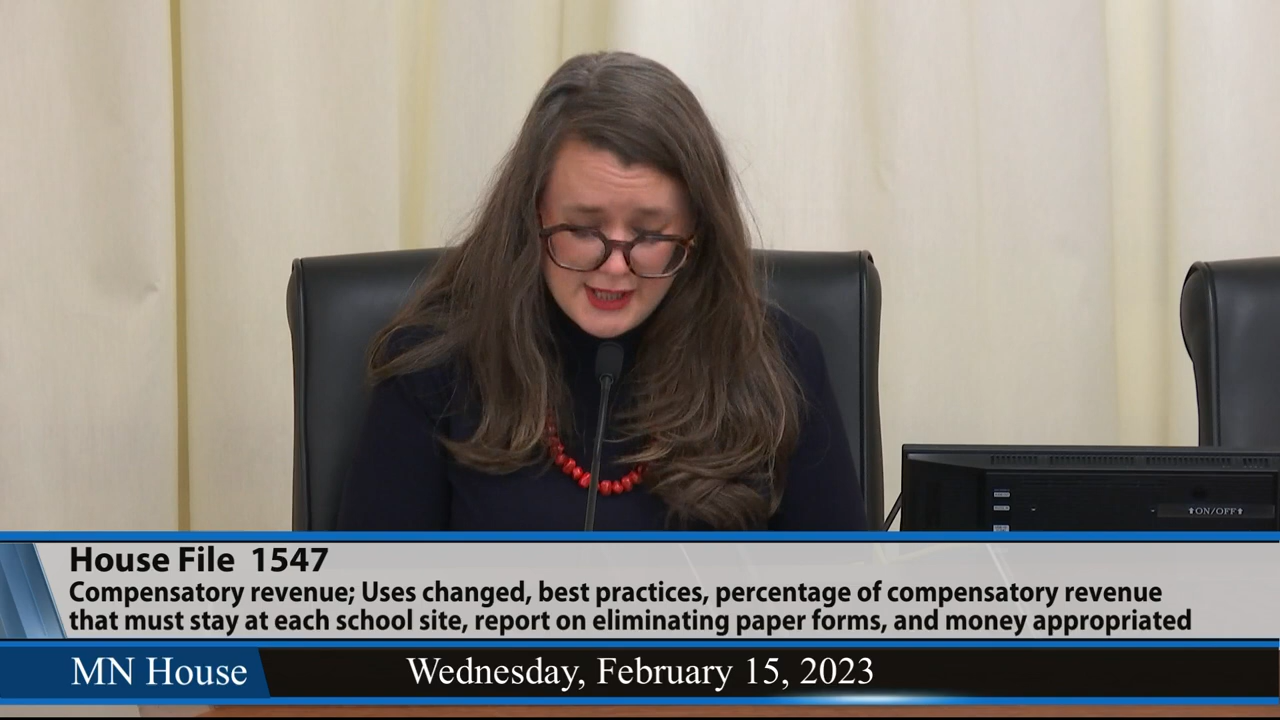 ⬆ON/OFF⬆
House File 1547
Compensatory revenue; Uses changed, best practices, percentage of compensatory revenue
that must stay at each school site, report on eliminating paper forms, and money appropriated
MN House
Wednesday, February 15, 2023